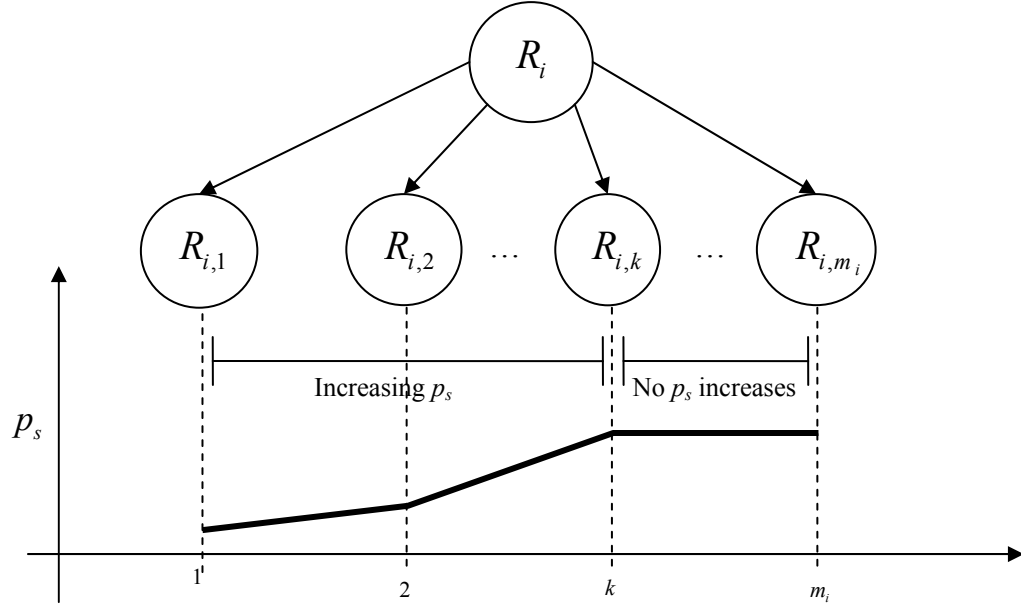 R_i
R_{i,1} R_{i,2} ... R_{i,k} ... R_{i,m_i}
Increasing p_s No p_s increases
p_s
1 2 k m_i